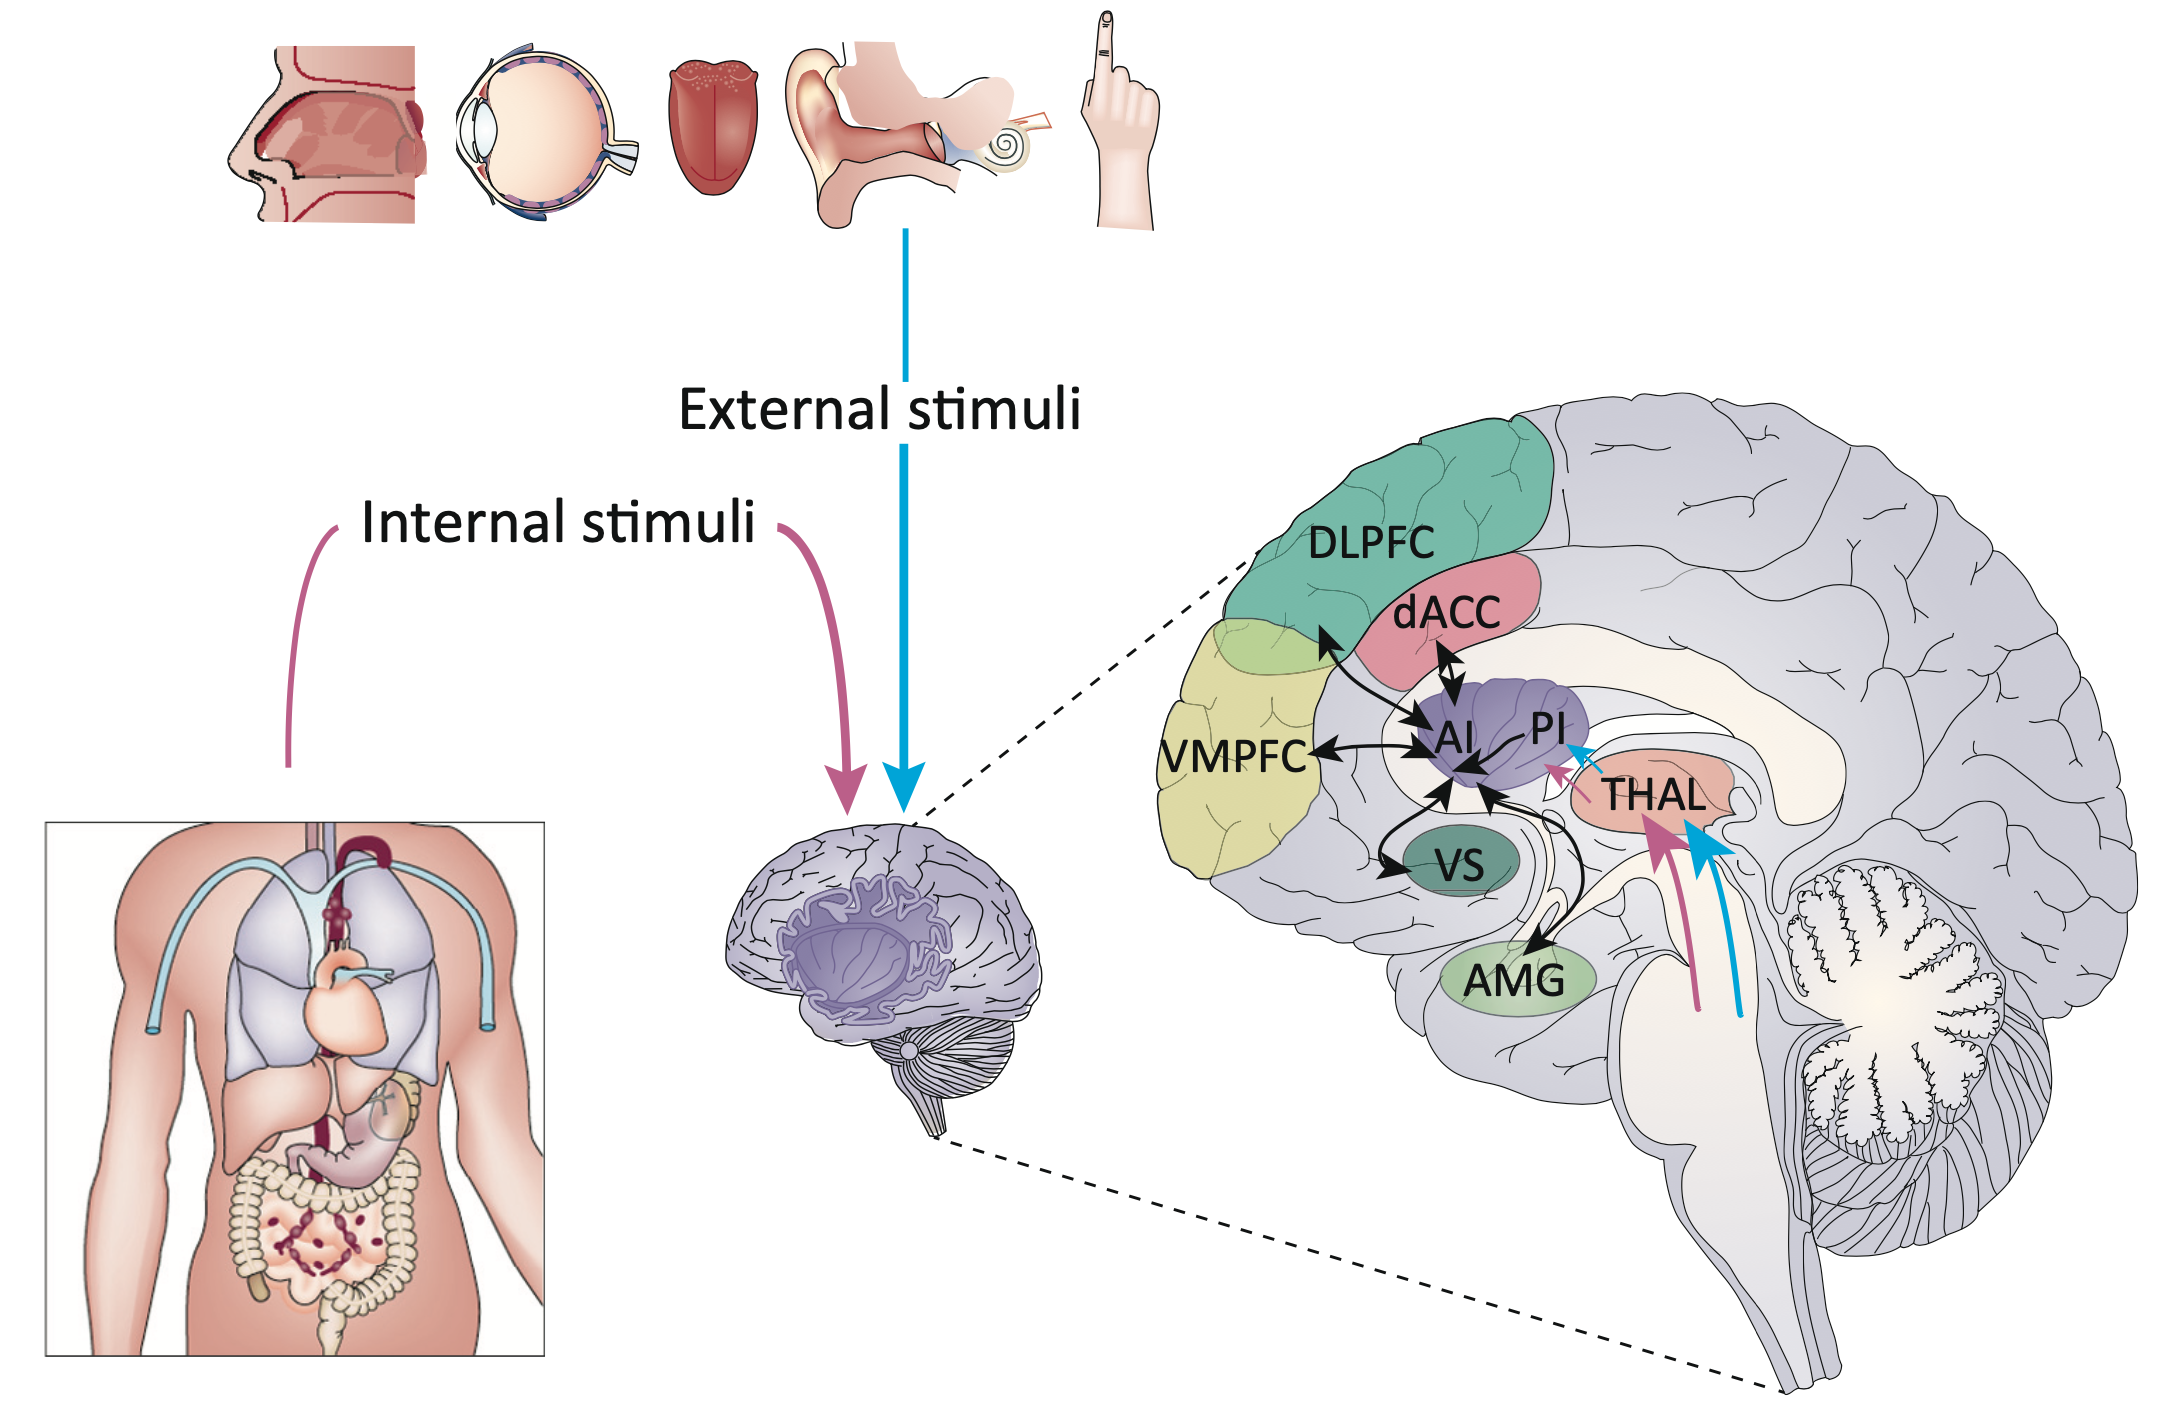 External stimuli
Internal stimuli
DLPFC
dACC
AI
PI
VMPFC
THAL
VS
AMG